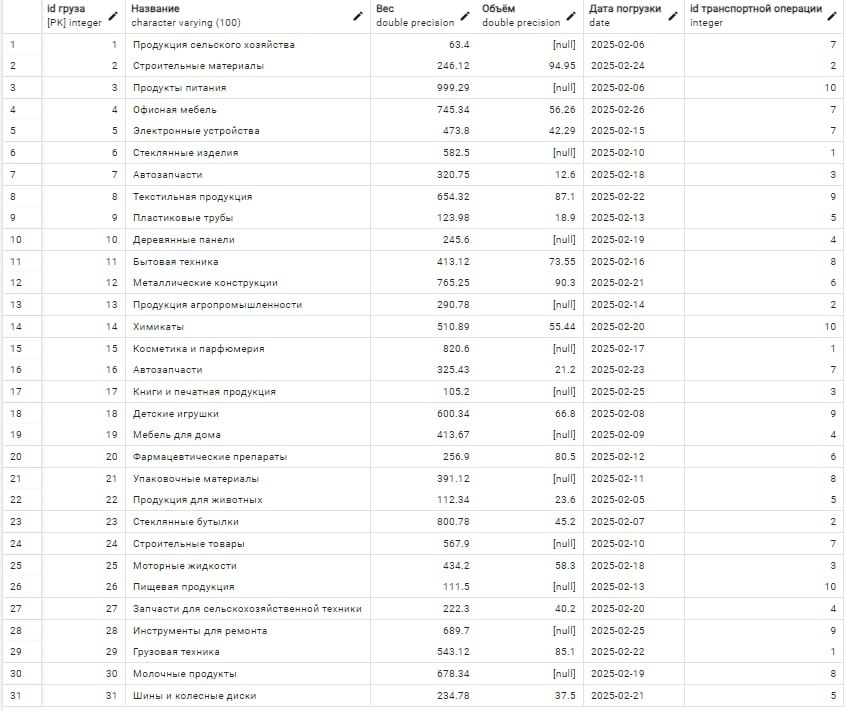 id груза Название Вес Объём Дата погрузки id транспортной операции
[PK] integer character varying (100) double precision double precision date integer
1 1 Продукция сельского хозяйства 63.4 [null] 2025-02-06 7
2 2 Строительные материалы 246.12 94.95 2025-02-24 2
3 3 Продукты питания 999.29 [null] 2025-02-06 10
4 4 Офисная мебель 745.34 56.26 2025-02-26 7
5 5 Электронные устройства 473.8 42.29 2025-02-15 7
6 6 Стеклянные изделия 582.5 [null] 2025-02-10 1
7 7 Автозапчасти 320.75 12.6 2025-02-18 3
8 8 Текстильная продукция 654.32 87.1 2025-02-22 9
9 9 Пластиковые трубы 123.98 18.9 2025-02-13 5
10 10 Деревянные панели 245.6 [null] 2025-02-19 4
11 11 Бытовая техника 413.12 73.55 2025-02-16 8
12 12 Металлические конструкции 765.25 90.3 2025-02-21 6
13 13 Продукция агропромышленности 290.78 [null] 2025-02-14 2
14 14 Химикаты 510.89 55.44 2025-02-20 10
15 15 Косметика и парфюмерия 820.6 [null] 2025-02-17 1
16 16 Автозапчасти 325.43 21.2 2025-02-23 7
17 17 Книги и печатная продукция 105.2 [null] 2025-02-25 3
18 18 Детские игрушки 600.34 66.8 2025-02-08 9
19 19 Мебель для дома 413.67 [null] 2025-02-09 4
20 20 Фармацевтические препараты 256.9 80.5 2025-02-12 6
21 21 Упаковочные материалы 391.12 [null] 2025-02-11 8
22 22 Продукция для животных 112.34 23.6 2025-02-05 5
23 23 Стеклянные бутылки 800.78 45.2 2025-02-07 2
24 24 Строительные товары 567.9 [null] 2025-02-10 7
25 25 Моторные жидкости 434.2 58.3 2025-02-18 3
26 26 Пищевая продукция 111.5 [null] 2025-02-13 10
27 27 Запчасти для сельскохозяйственной техники 222.3 40.2 2025-02-20 4
28 28 Инструменты для ремонта 689.7 [null] 2025-02-25 9
29 29 Грузовая техника 543.12 85.1 2025-02-22 1
30 30 Молочные продукты 678.34 [null] 2025-02-19 8
31 31 Шины и колесные диски 234.78 37.5 2025-02-21 5